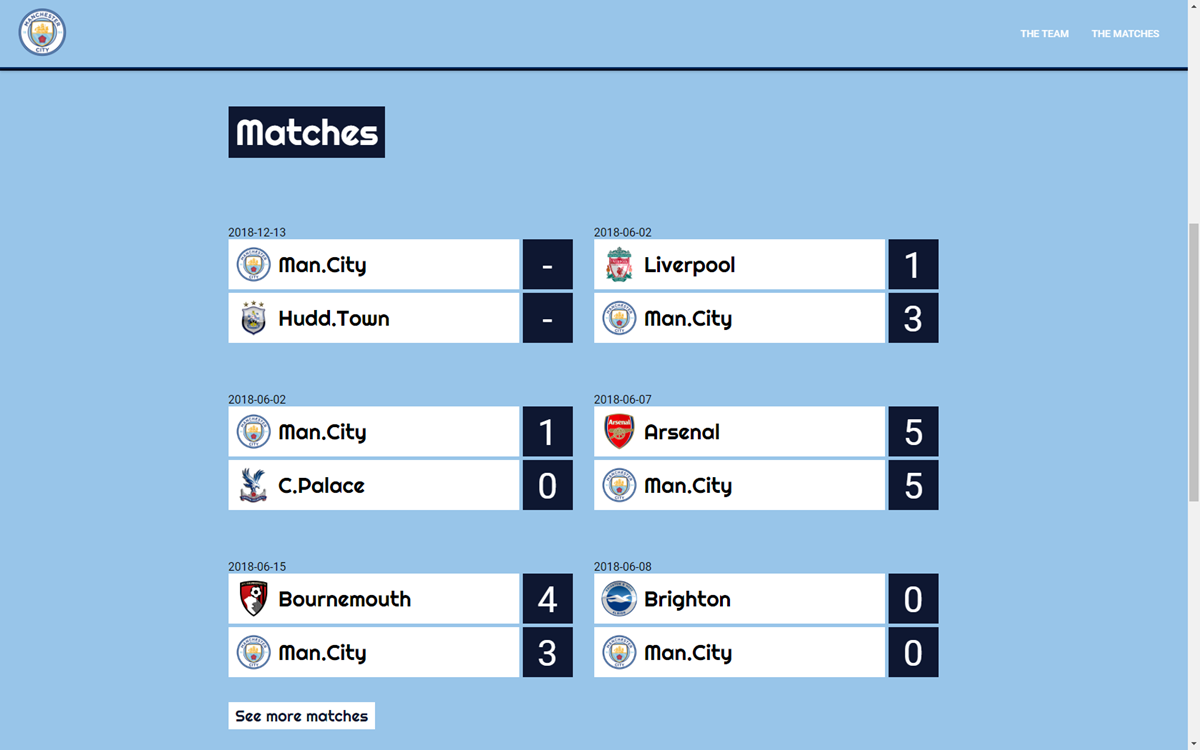 MANCHESTER
CITY
THE TEAM
THE MATCHES
Matches
2018-12-13
Man.City
-
Hudd.Town
-
2018-06-02
Liverpool
1
Man.City
3
2018-06-02
Man.City
1
C.Palace
0
2018-06-07
Arsenal
Arsenal
5
Man.City
5
2018-06-15
Bournemouth
4
Man.City
3
2018-06-08
Brighton
0
Man.City
0
See more matches